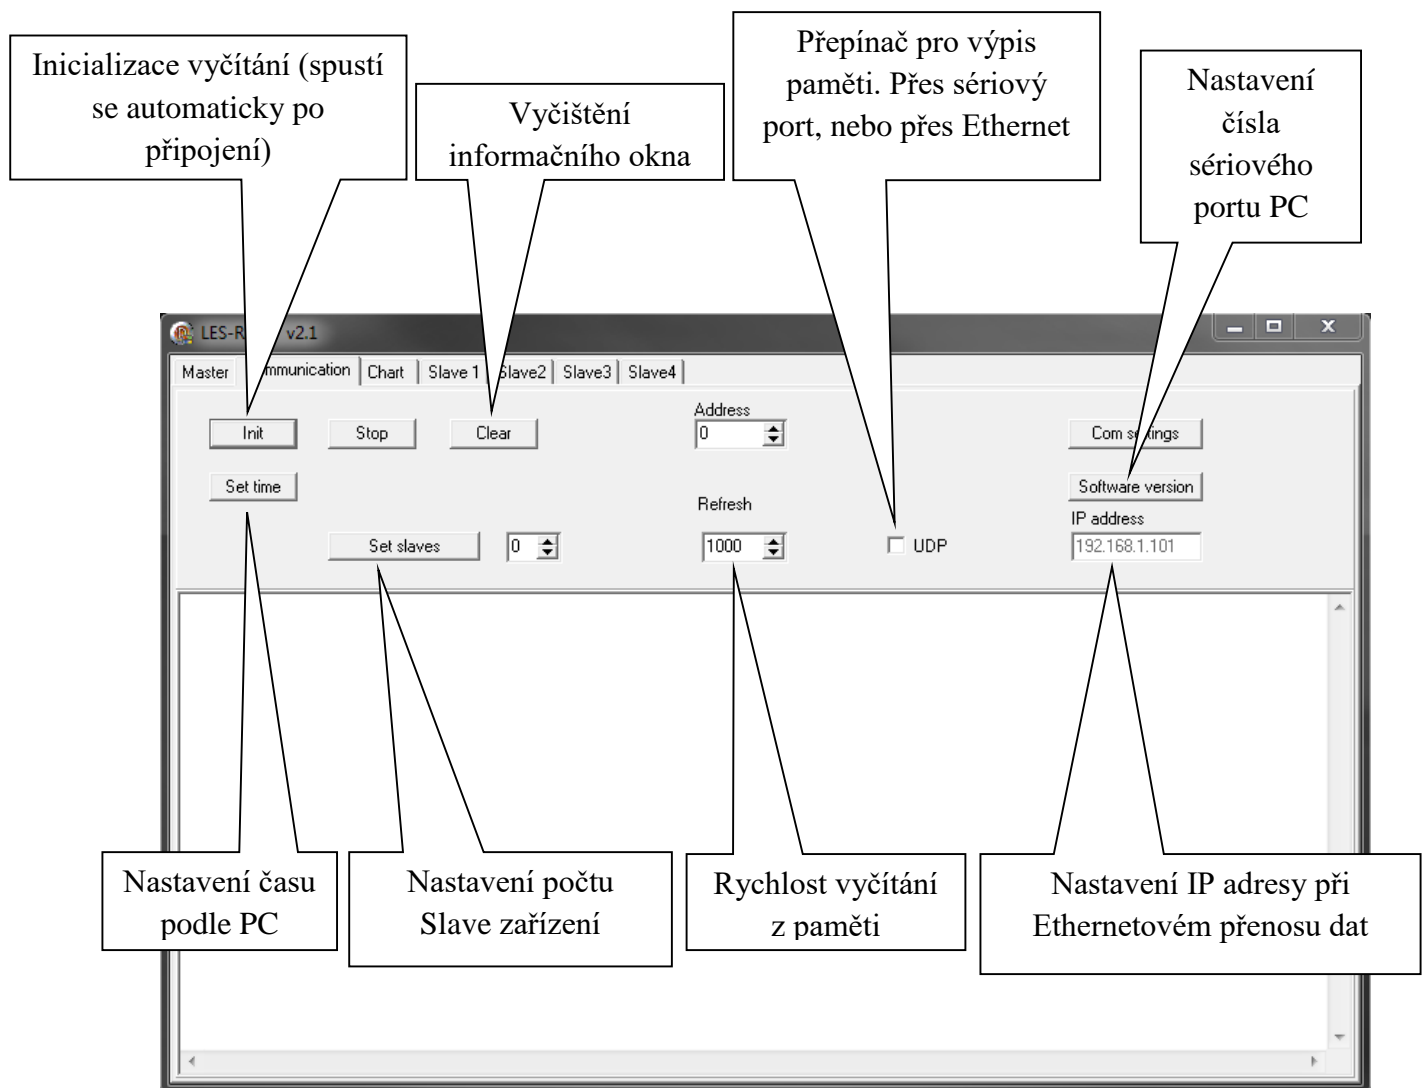 Inicializace vyčítání (spustí
se automaticky po
připojení)
Vyčištění
informačního okna
Přepínač pro výpis
paměti. Přes sériový
port, nebo přes Ethernet
Nastavení
čísla
sériového
portu PC
v2.1
Master
Chart
Slave 1
Slave2
Slave3
Slave4
Init
Stop
Clear
Address
0
Com settings
Set time
Software version
Refresh
IP address
Set slaves
0
1000
UDP
192.168.1.101
Nastavení času
podle PC
Nastavení počtu
Slave zařízení
Rychlost vyčítání
z paměti
Nastavení IP adresy při
Ethernetovém přenosu dat